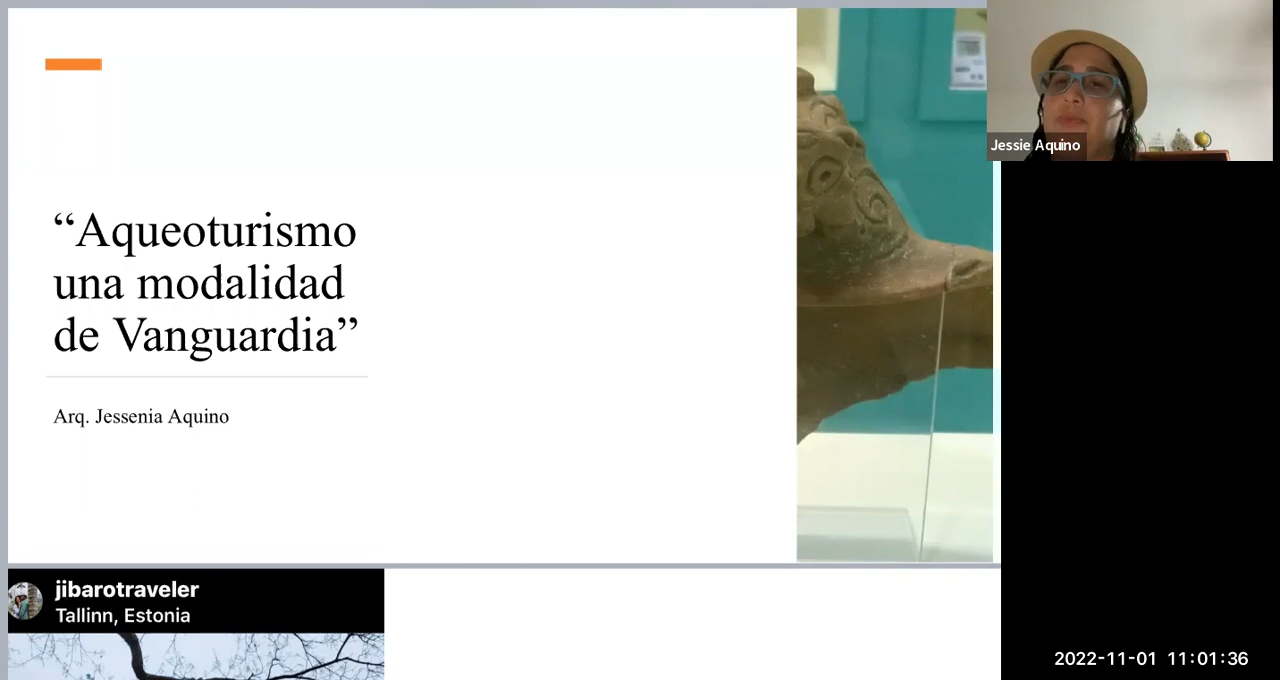 “Aqueoturismo
una modalidad
de Vanguardia”
Arq. Jessenia Aquino
Jessie Aquino
jibarotraveler
Tallinn, Estonia
2022-11-01 11:01:36